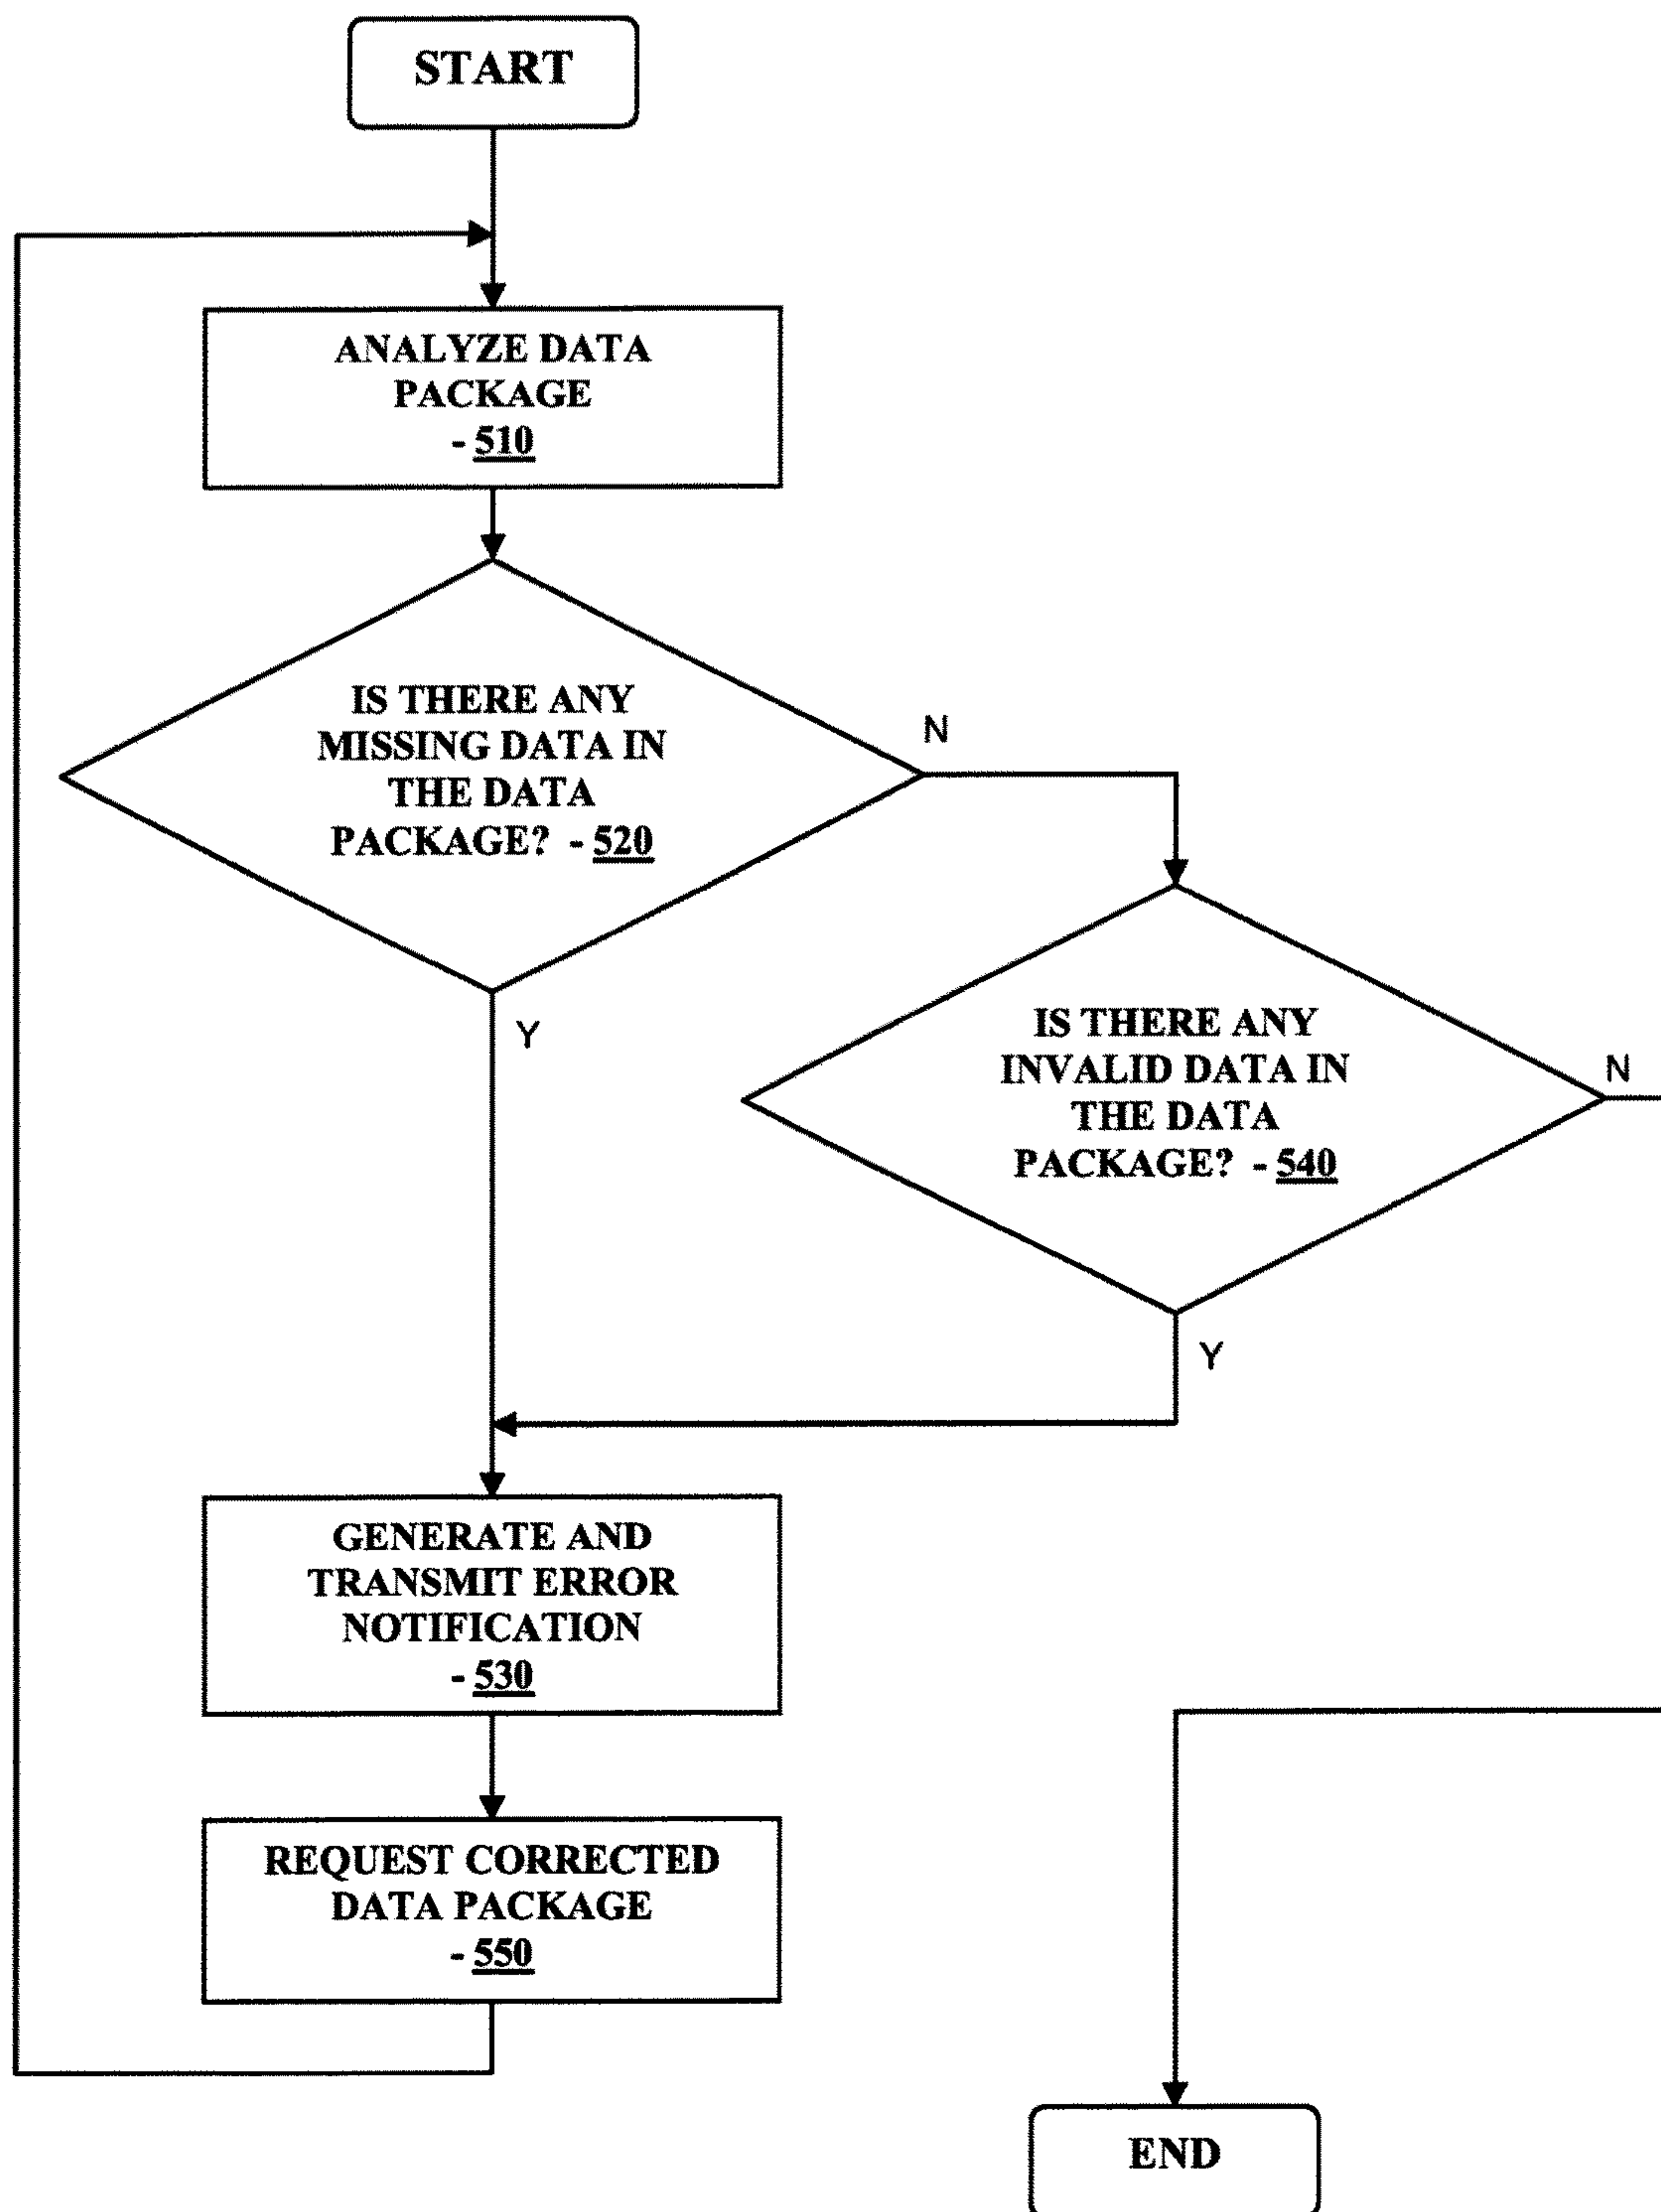 START
ANALYZE DATA
PACKAGE
- 510
IS THERE ANY
MISSING DATA IN
THE DATA
PACKAGE? - 520
N
Y
IS THERE ANY
INVALID DATA IN
THE DATA
PACKAGE? - 540
N
Y
GENERATE AND
TRANSMIT ERROR
NOTIFICATION
- 530
REQUEST CORRECTED
DATA PACKAGE
- 550
END